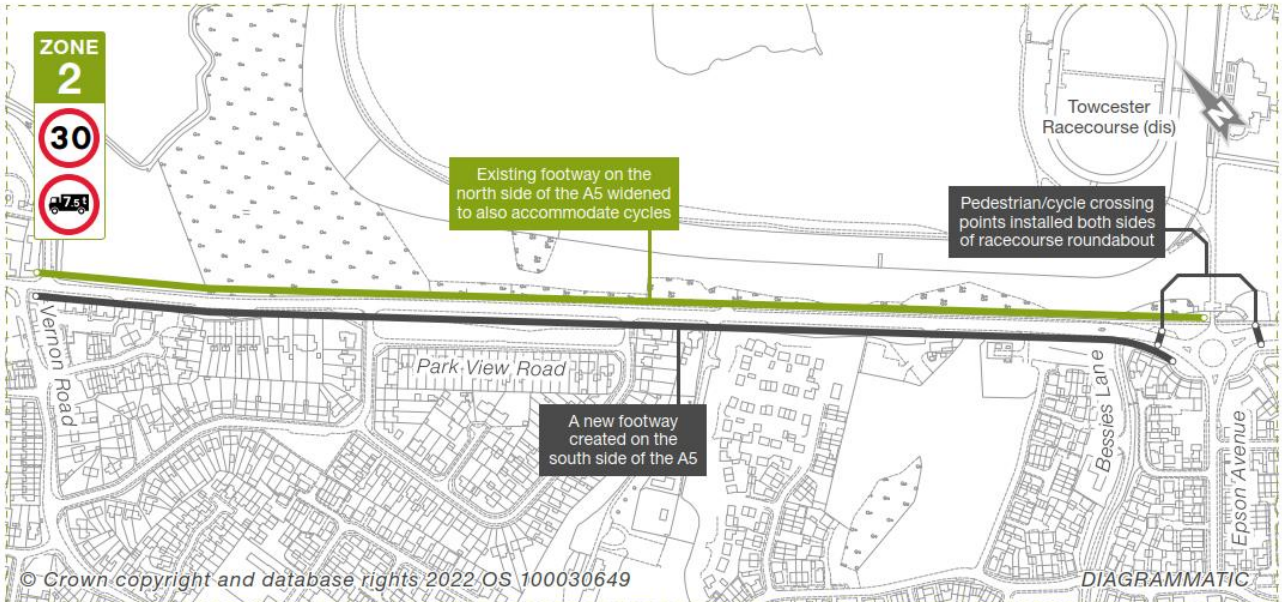 ZONE
2
30
7.5t
Towcester
Racecourse (dis)
N
Existing footway on the
north side of the A5 widened
to also accommodate cycles
Pedestrian/cycle crossing
points installed both sides
of racecourse roundabout
Vernon Road
Park View Road
A new footway
created on the
south side of the A5
Bessies Lane
Epson Avenue
© Crown copyright and database rights 2022 OS 100030649
DIAGRAMMATIC